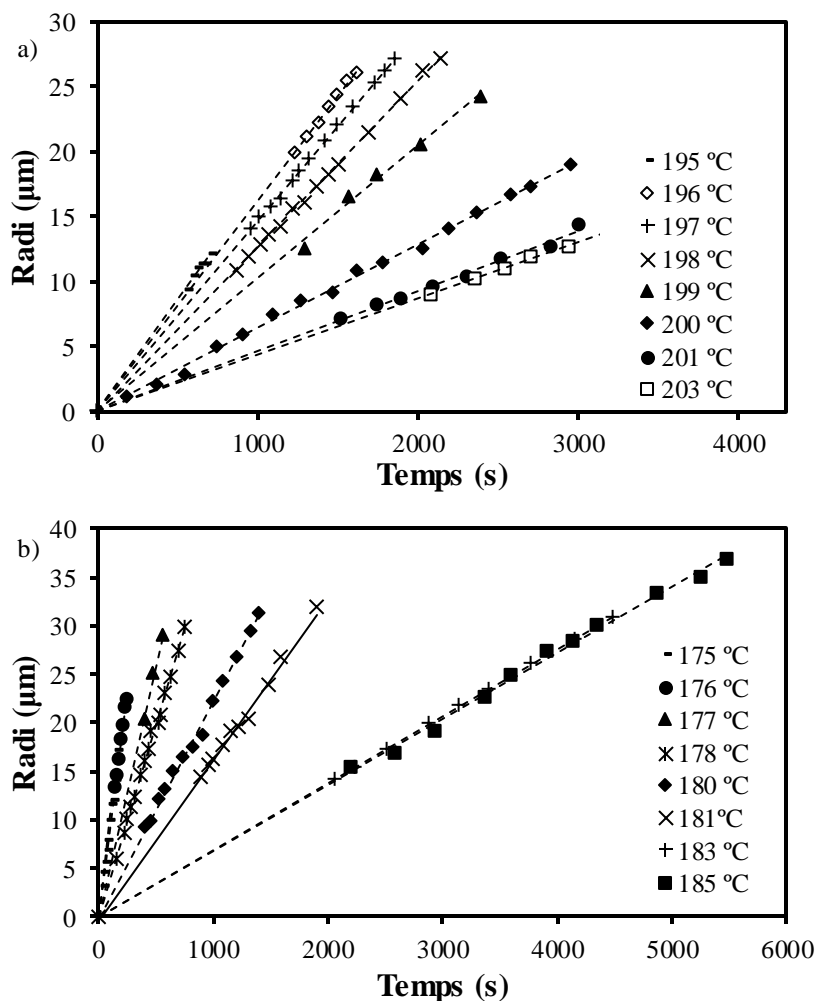 a)
30
25
20
15
10
5
0
Radi (µm)
195 ºC
196 ºC
197 ºC
198 ºC
199 ºC
200 ºC
201 ºC
203 ºC
0 1000 2000 3000 4000
Temps (s)
b)
40
35
30
25
20
15
10
5
0
Radi (µm)
175 ºC
176 ºC
177 ºC
178 ºC
180 ºC
181ºC
183 ºC
185 ºC
0 1000 2000 3000 4000 5000 6000
Temps (s)